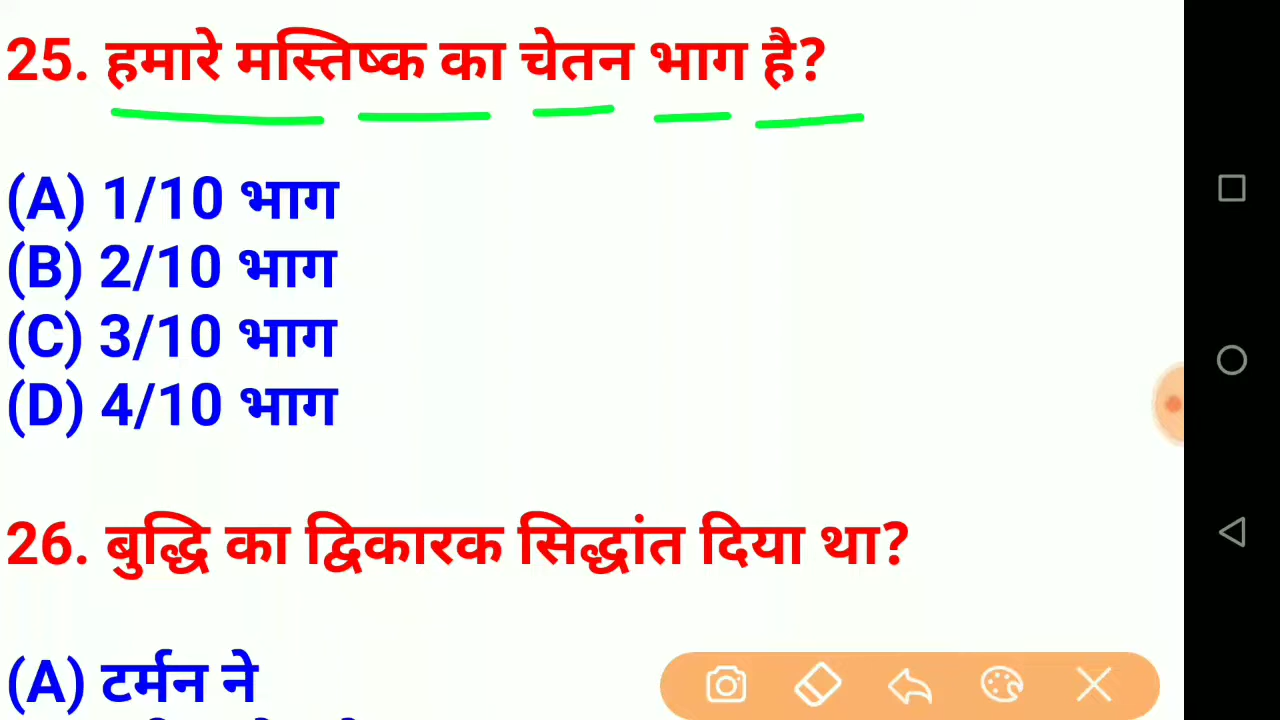 25. हमारे मस्तिष्क का चेतन भाग है?
(A) 1/10 भाग
(B) 2/10 भाग
(C) 3/10 भाग
(D) 4/10 भाग
26. बुद्धि का द्विकारक सिद्धांत दिया था?
(A) टर्मन ने